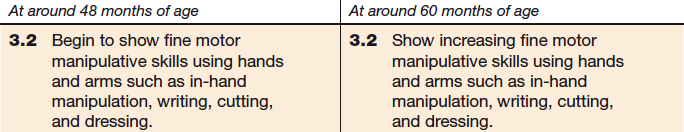 At around 48 months of age
At around 60 months of age
3.2 Begin to show fine motor
manipulative skills using hands
and arms such as in-hand
manipulation, writing, cutting,
and dressing.
3.2 Show increasing fine motor
manipulative skills using hands
and arms such as in-hand
manipulation, writing, cutting,
and dressing.